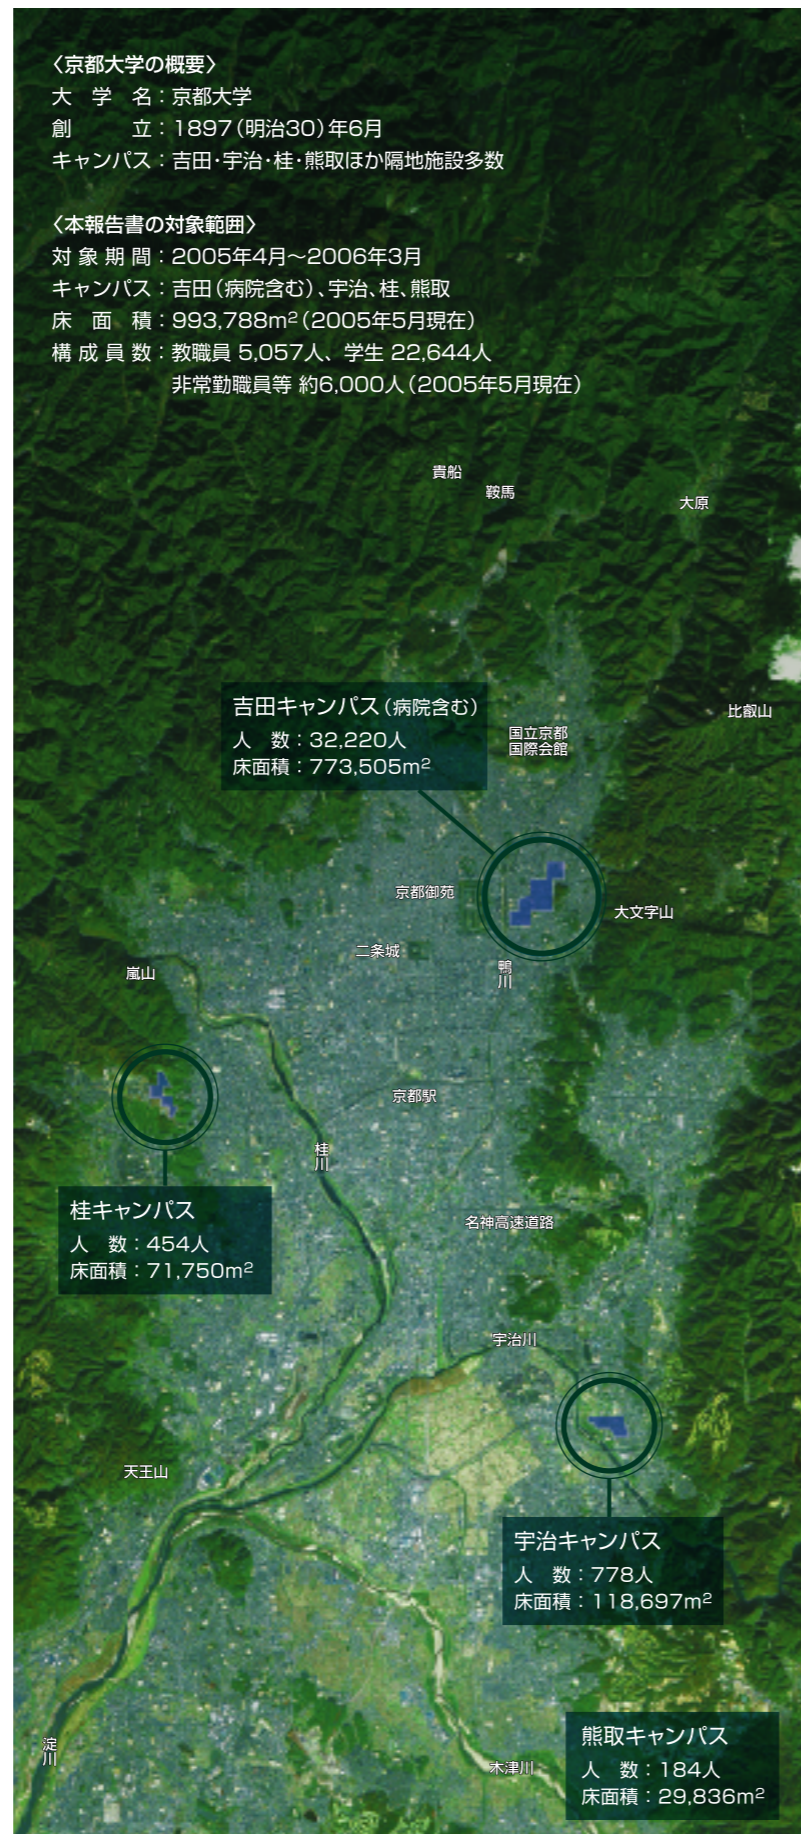 〈京都大学の概要〉
大学名：京都大学
創立：1897（明治30）年6月
キャンパス：吉田・宇治・桂・熊取ほか隔地施設多数
〈本報告書の対象範囲〉
対象期間：2005年4月～2006年3月
キャンパス：吉田（病院含む）、宇治、桂、熊取
床面積：993,788m²（2005年5月現在）
構成員数：教職員 5,057人、学生 22,644人
非常勤職員等 約6,000人（2005年5月現在）
貴船
鞍馬
大原
吉田キャンパス（病院含む）
人　数：32,220人
床面積：773,505m²
比叡山
国立京都
国際会館
京都御苑
大文字山
二条城
鴨川
嵐山
京都駅
桂川
桂キャンパス
人　数：454人
床面積：71,750m²
名神高速道路
宇治川
天王山
宇治キャンパス
人　数：778人
床面積：118,697m²
淀川
木津川
熊取キャンパス
人　数：184人
床面積：29,836m²